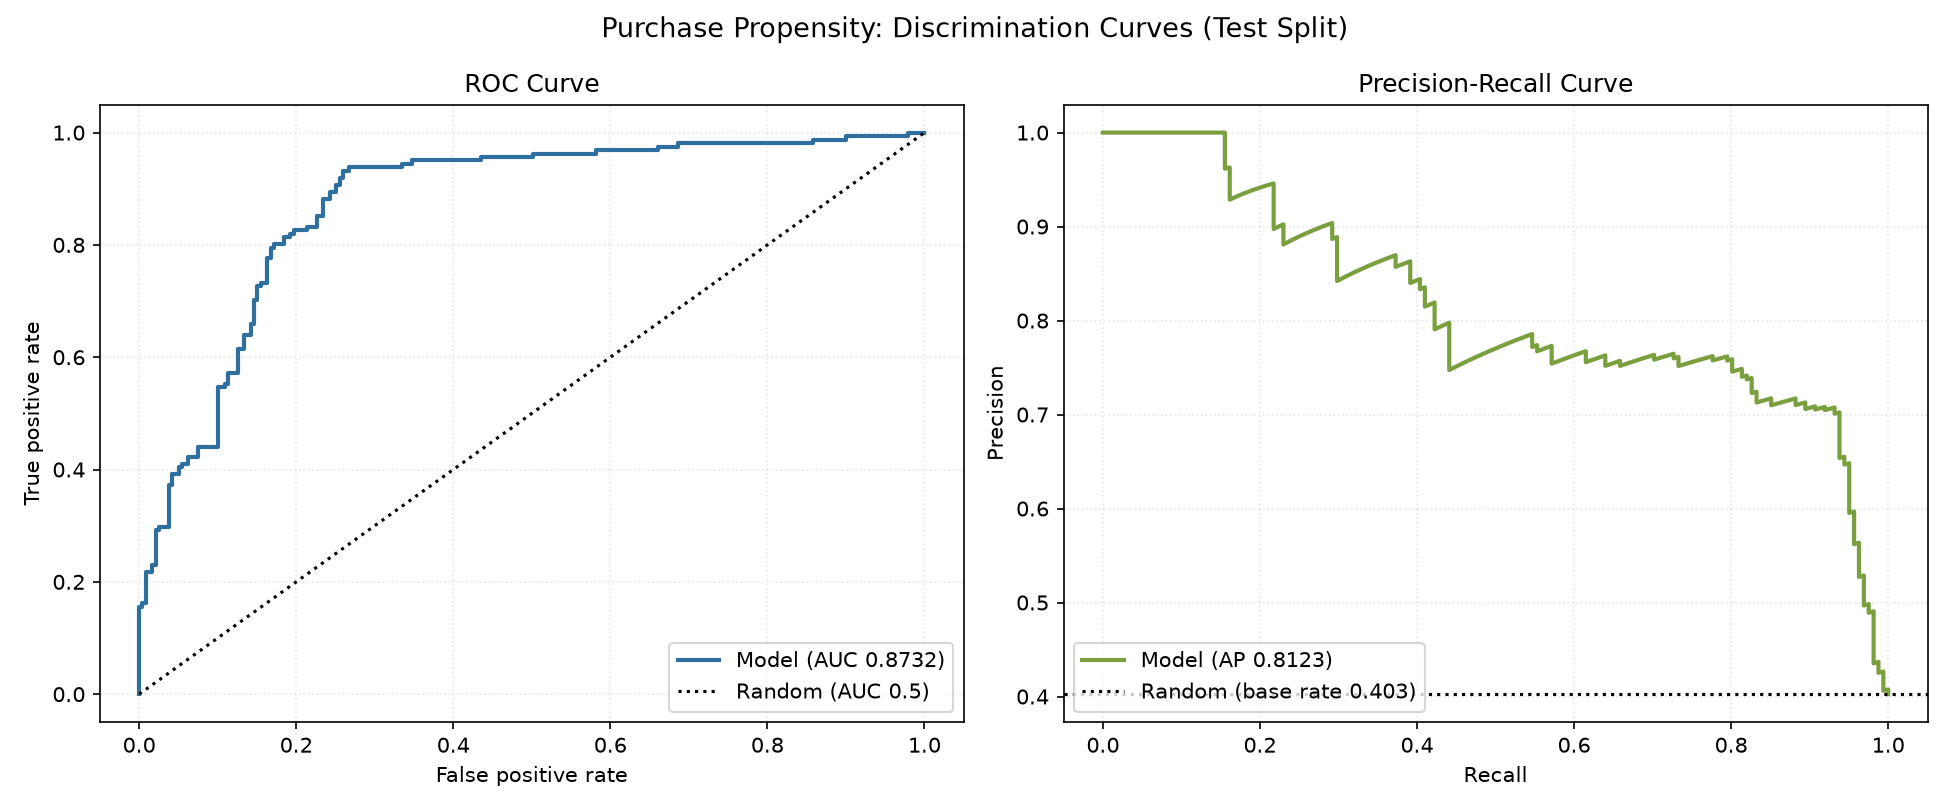 Purchase Propensity: Discrimination Curves (Test Split)
ROC Curve
True positive rate
1.0
0.8
0.6
0.4
0.2
0.0
0.0 0.2 0.4 0.6 0.8 1.0
False positive rate
Model (AUC 0.8732)
Random (AUC 0.5)
Precision-Recall Curve
Precision
1.0
0.9
0.8
0.7
0.6
0.5
0.4
0.0 0.2 0.4 0.6 0.8 1.0
Recall
Model (AP 0.8123)
Random (base rate 0.403)